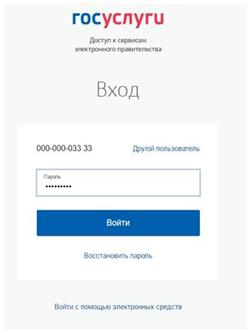 госуслуги
Доступ к сервисам
электронного правительства
Вход
000-000-033 33 Другой пользователь
Пароль
•••••••••
Войти
Восстановить пароль
Войти с помощью электронных средств